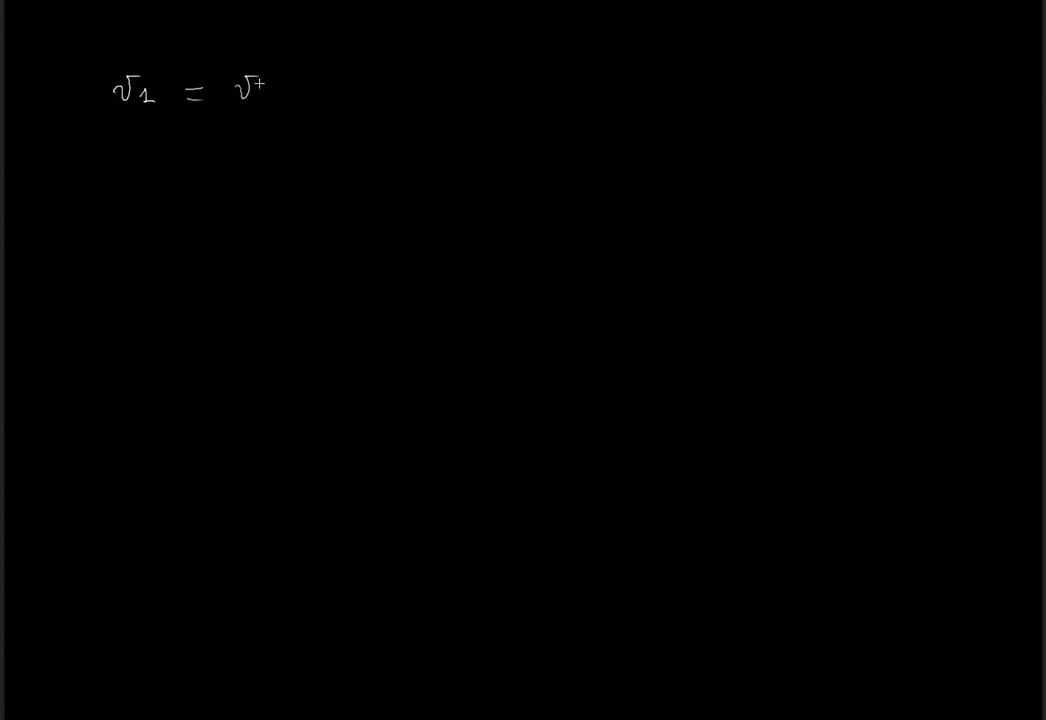 v₁ = v⁺